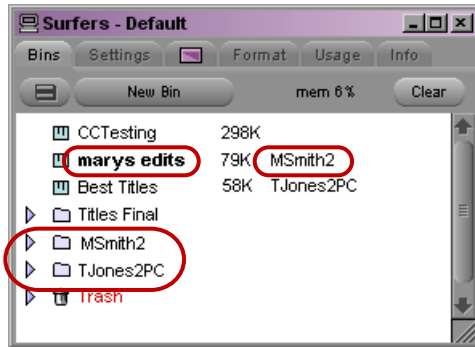 Surfers - Default
Bins Settings Format Usage Info
New Bin mem 6% Clear
CCTesting 298K
marys edits 79K MSmith2
Best Titles 58K TJones2PC
Titles Final
MSmith2
TJones2PC
Trash